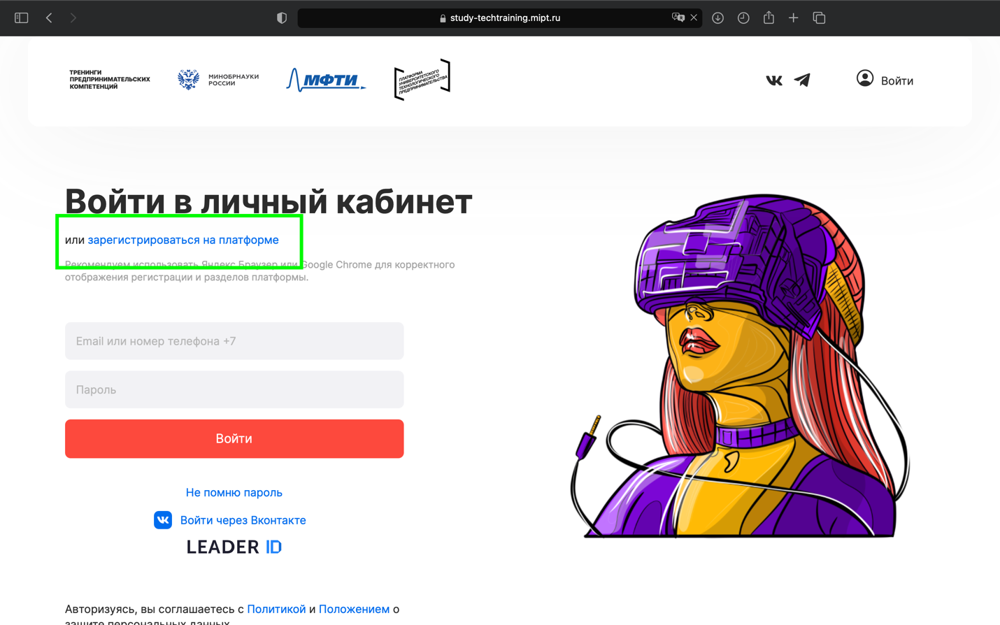 study-techtraining.mipt.ru
ТРЕНИНГИ
ПРЕДПРИНИМАТЕЛЬСКИХ
КОМПЕТЕНЦИЙ
МИНОБРНАУКИ
РОССИИ
МФТИ
ПЛАТФОРМА
УНИВЕРСИТЕТСКОГО
ТЕХНОЛОГИЧЕСКОГО
ПРЕДПРИНИМАТЕЛЬСТВА
Войти
Войти в личный кабинет
или зарегистрироваться на платформе
Рекомендуем использовать Яндекс Браузер или Google Chrome для корректного
отображения регистрации и разделов платформы.
Email или номер телефона +7
Пароль
Войти
Не помню пароль
Войти через Вконтакте
LEADER ID
Авторизуясь, вы соглашаетесь с Политикой и Положением о
защите персональных данных